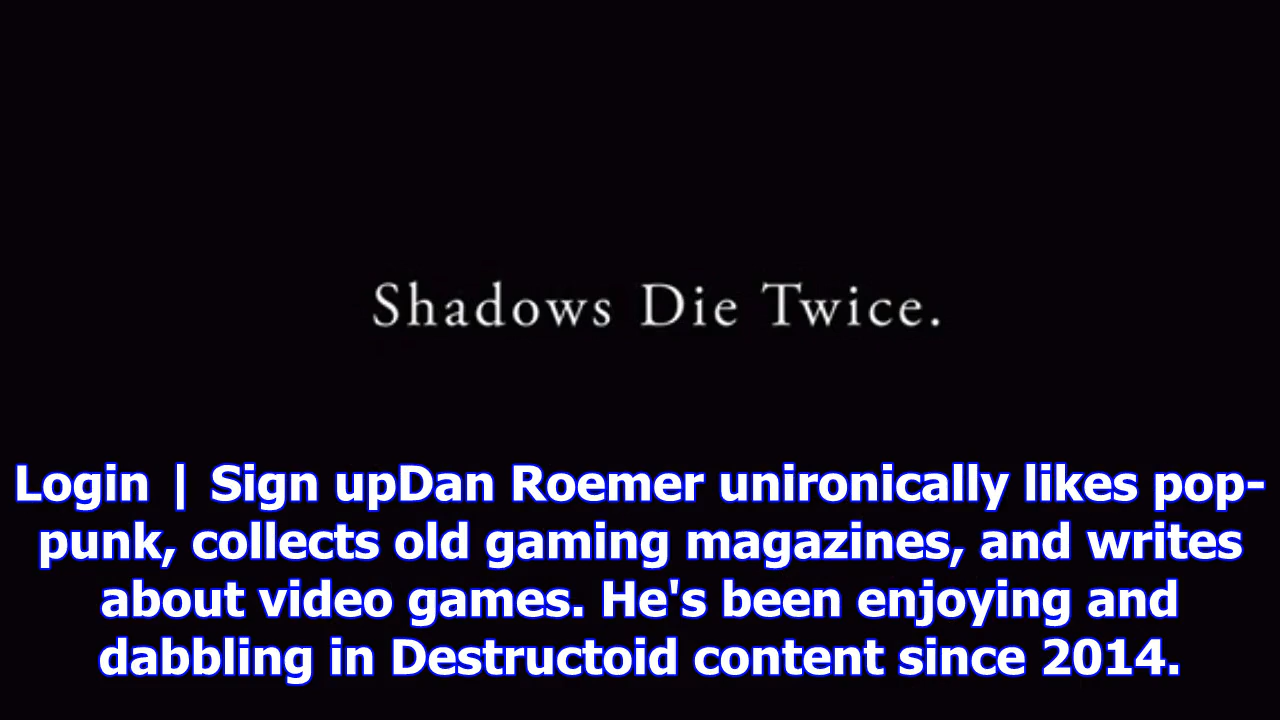 Shadows Die Twice.
Login | Sign upDan Roemer unironically likes pop-
punk, collects old gaming magazines, and writes
about video games. He's been enjoying and
dabbling in Destructoid content since 2014.